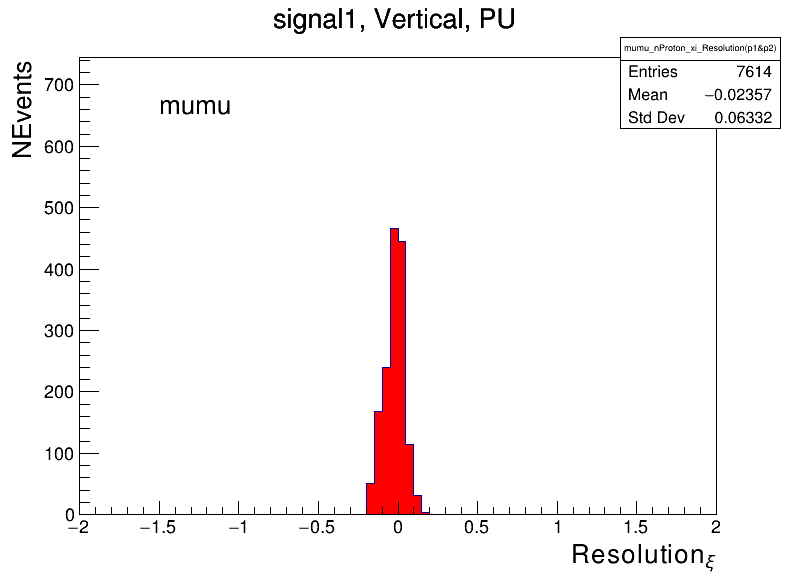 signal1, Vertical, PU
mumu_nProton_xi_Resolution(p1&p2)
Entries 7614
Mean −0.02357
Std Dev 0.06332
NEvents
mumu
700
600
500
400
300
200
100
0
−2 −1.5 −1 −0.5 0 0.5 1 1.5 2
Resolutionξ